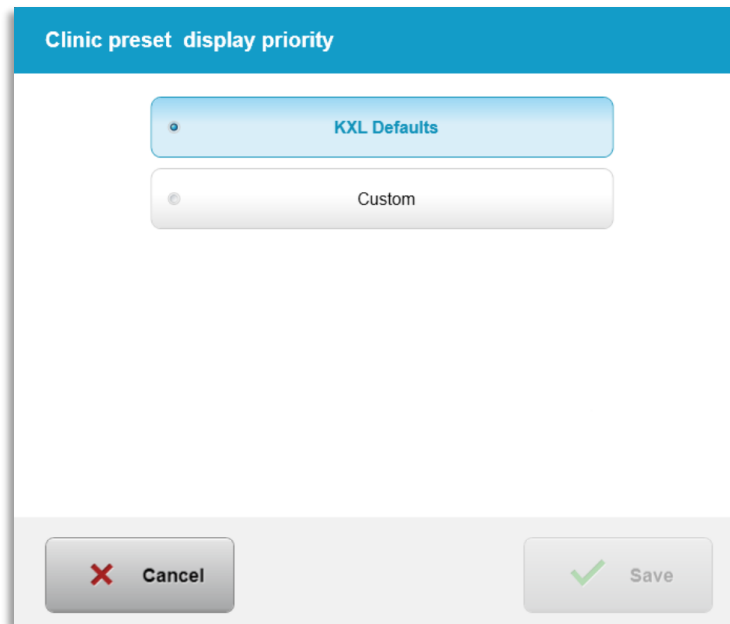 Clinic preset  display priority
KXL Defaults
Custom
Cancel
Save